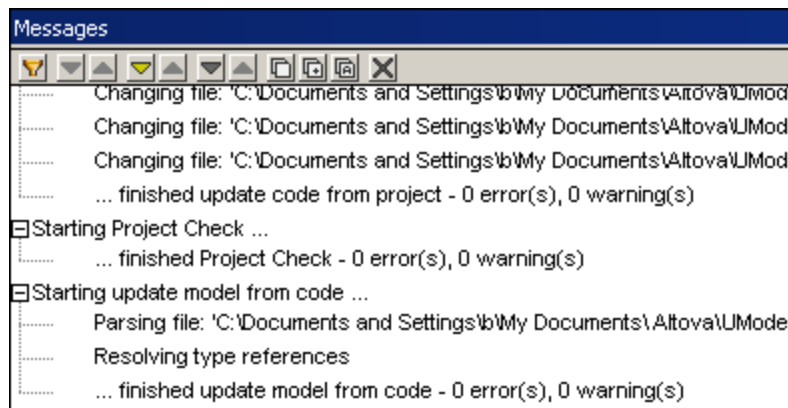 Messages
Changing file: 'C:\Documents and Settings\b\My Documents\Altova\UMod
Changing file: 'C:\Documents and Settings\b\My Documents\Altova\UMod
Changing file: 'C:\Documents and Settings\b\My Documents\Altova\UMod
... finished update code from project - 0 error(s), 0 warning(s)
Starting Project Check ...
... finished Project Check - 0 error(s), 0 warning(s)
Starting update model from code ...
Parsing file: 'C:\Documents and Settings\b\My Documents\ Altova\UMode
Resolving type references
... finished update model from code - 0 error(s), 0 warning(s)